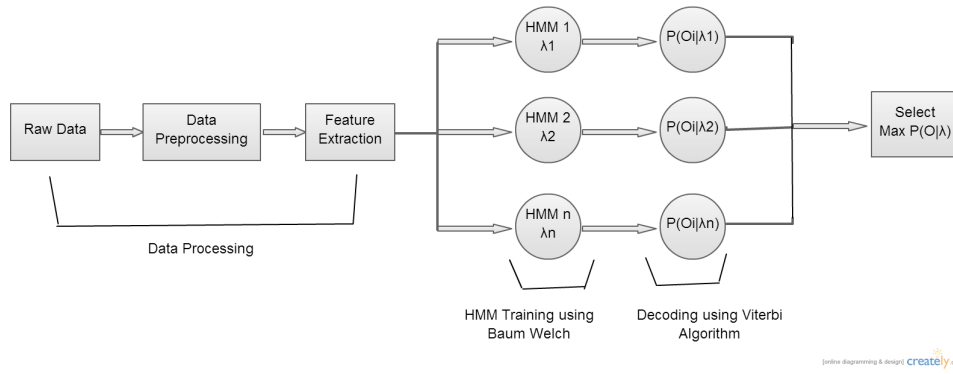 HMM 1
λ1
P(Oi|λ1)
Raw Data
Data
Preprocessing
Feature
Extraction
HMM 2
λ2
P(Oi|λ2)
Select
Max P(O|λ)
HMM n
λn
P(Oi|λn)
Data Processing
HMM Training using
Baum Welch
Decoding using Viterbi
Algorithm
[online diagramming & design] creately